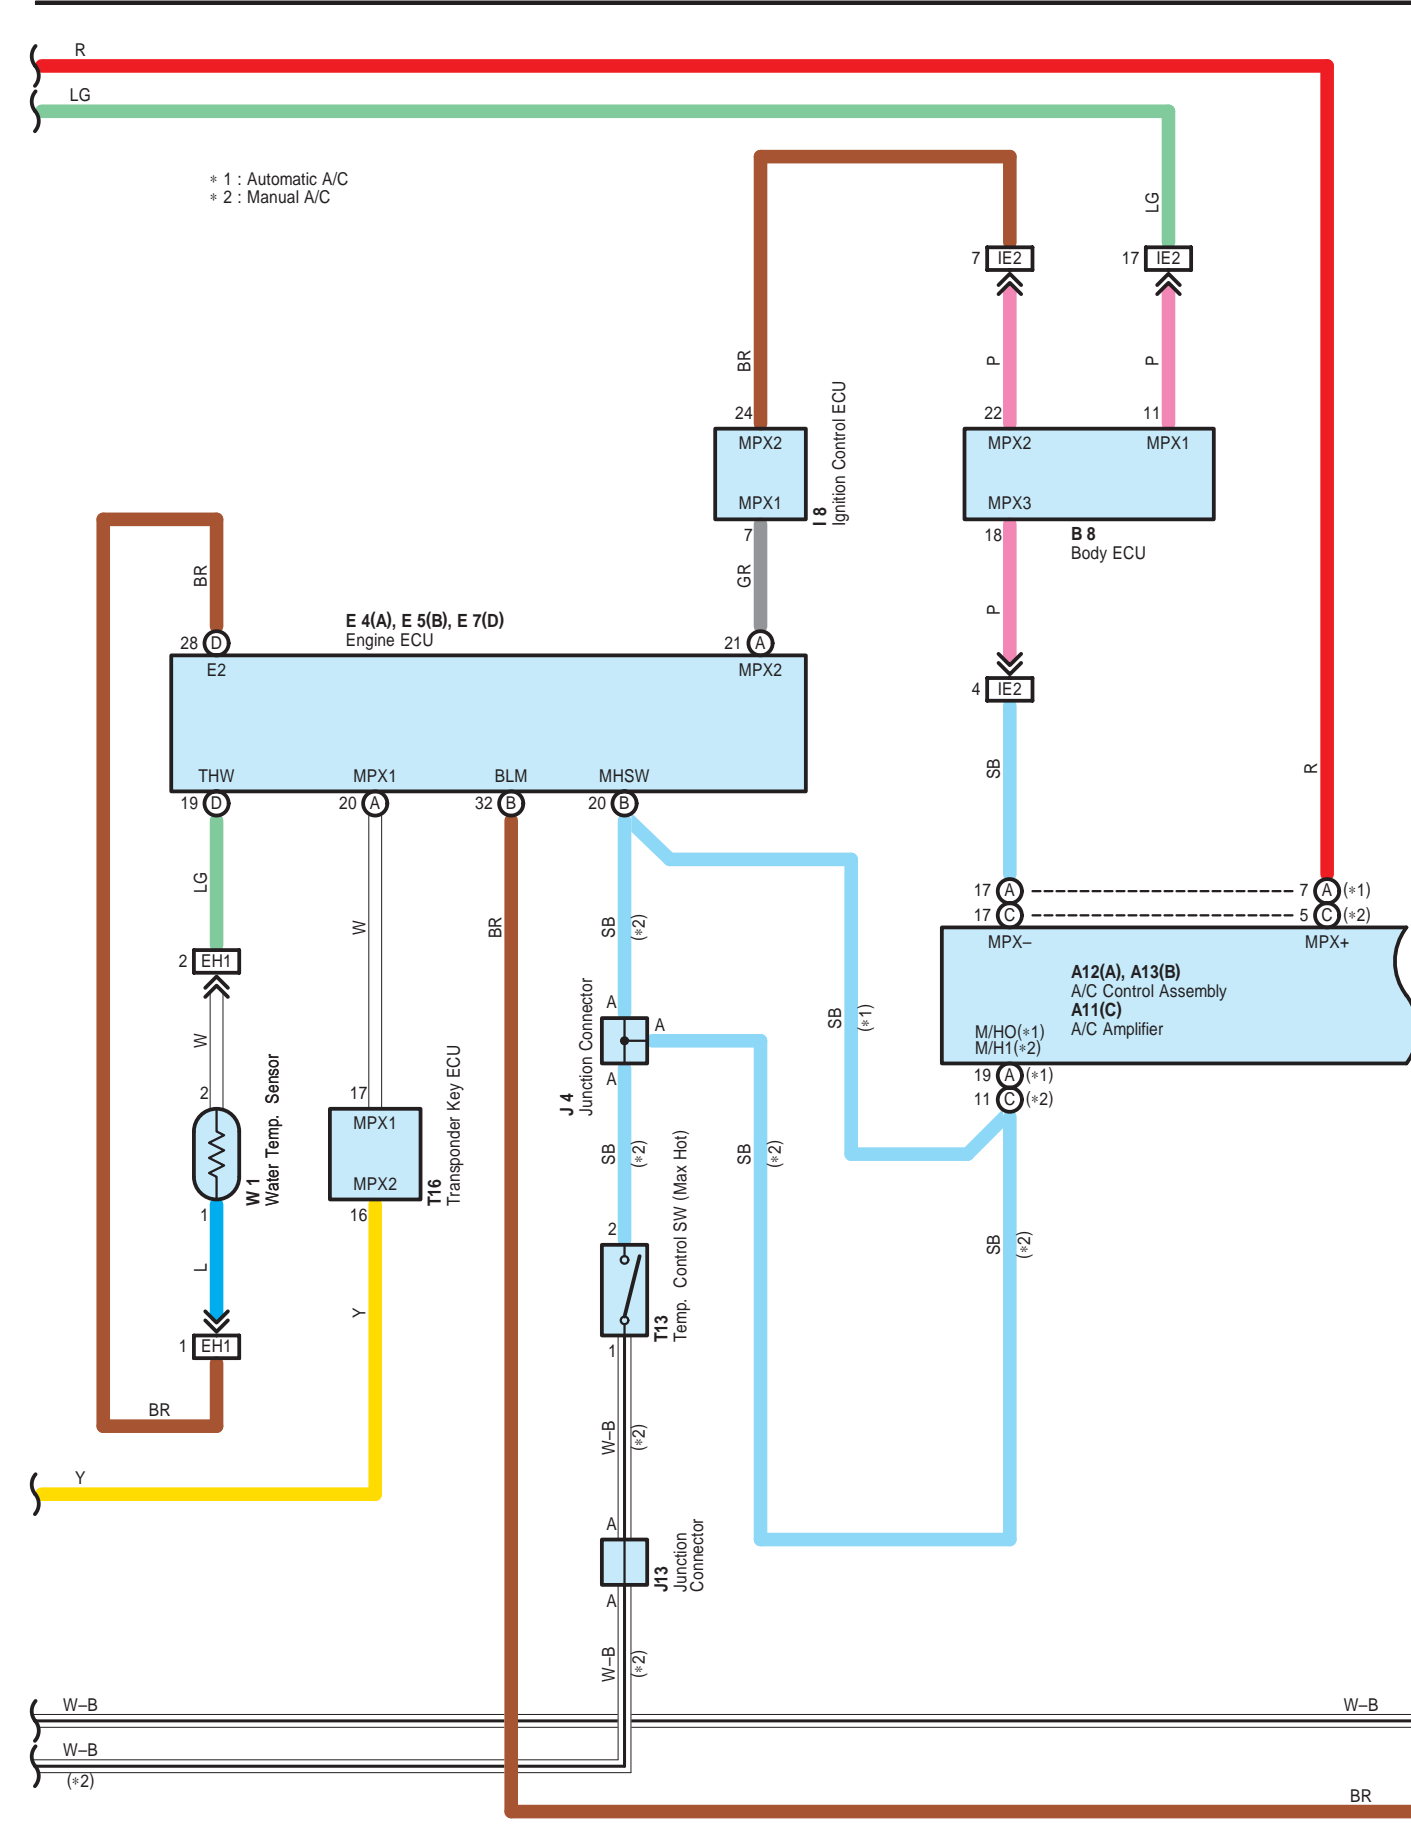 R
LG
∗ 1 : Automatic A/C
∗ 2 : Manual A/C
LG
7 IE2
17 IE2
BR
P
P
24
22
11
MPX2
MPX1
I 8
Ignition Control ECU
MPX2
MPX1
MPX3
7
18
B 8
Body ECU
BR
GR
P
E 4(A), E 5(B), E 7(D)
Engine ECU
28 D
21 A
E2
MPX2
4 IE2
THW
MPX1
BLM
MHSW
SB
R
19 D
20 A
32 B
20 B
LG
W
BR
SB
(∗2)
17 A
7 A (∗1)
17 C
5 C (∗2)
MPX–
MPX+
2 EH1
A12(A), A13(B)
A/C Control Assembly
A11(C)
A/C Amplifier
M/HO(∗1)
M/H1(∗2)
W
A
A
A
J 4
Junction Connector
SB
(∗1)
19 A (∗1)
11 C (∗2)
2
17
MPX1
MPX2
W 1
Water Temp. Sensor
T16
Transponder Key ECU
SB
(∗2)
SB
(∗2)
1
16
2
L
Y
T13
Temp. Control SW (Max Hot)
SB
(∗2)
1 EH1
1
BR
W–B
(∗2)
Y
A
J13
Junction
Connector
A
W–B
(∗2)
W–B
W–B
W–B
(∗2)
BR